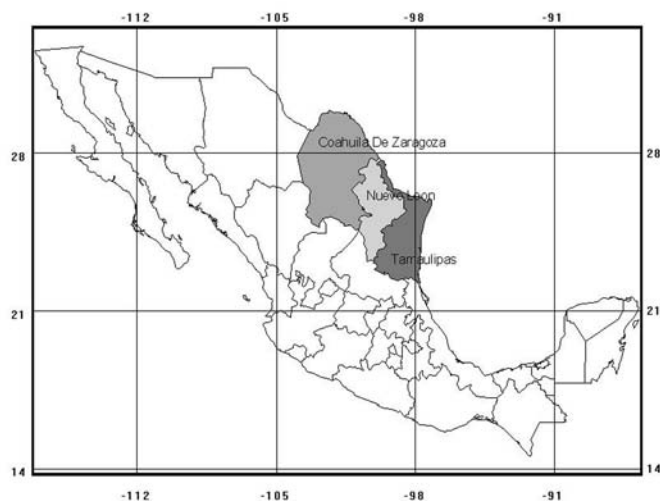 -112 -105 -98 -91
Coahuila De Zaragoza
28 28
Nuevo Leon
Tamaulipas
21 21
14 14
-112 -105 -98 -91